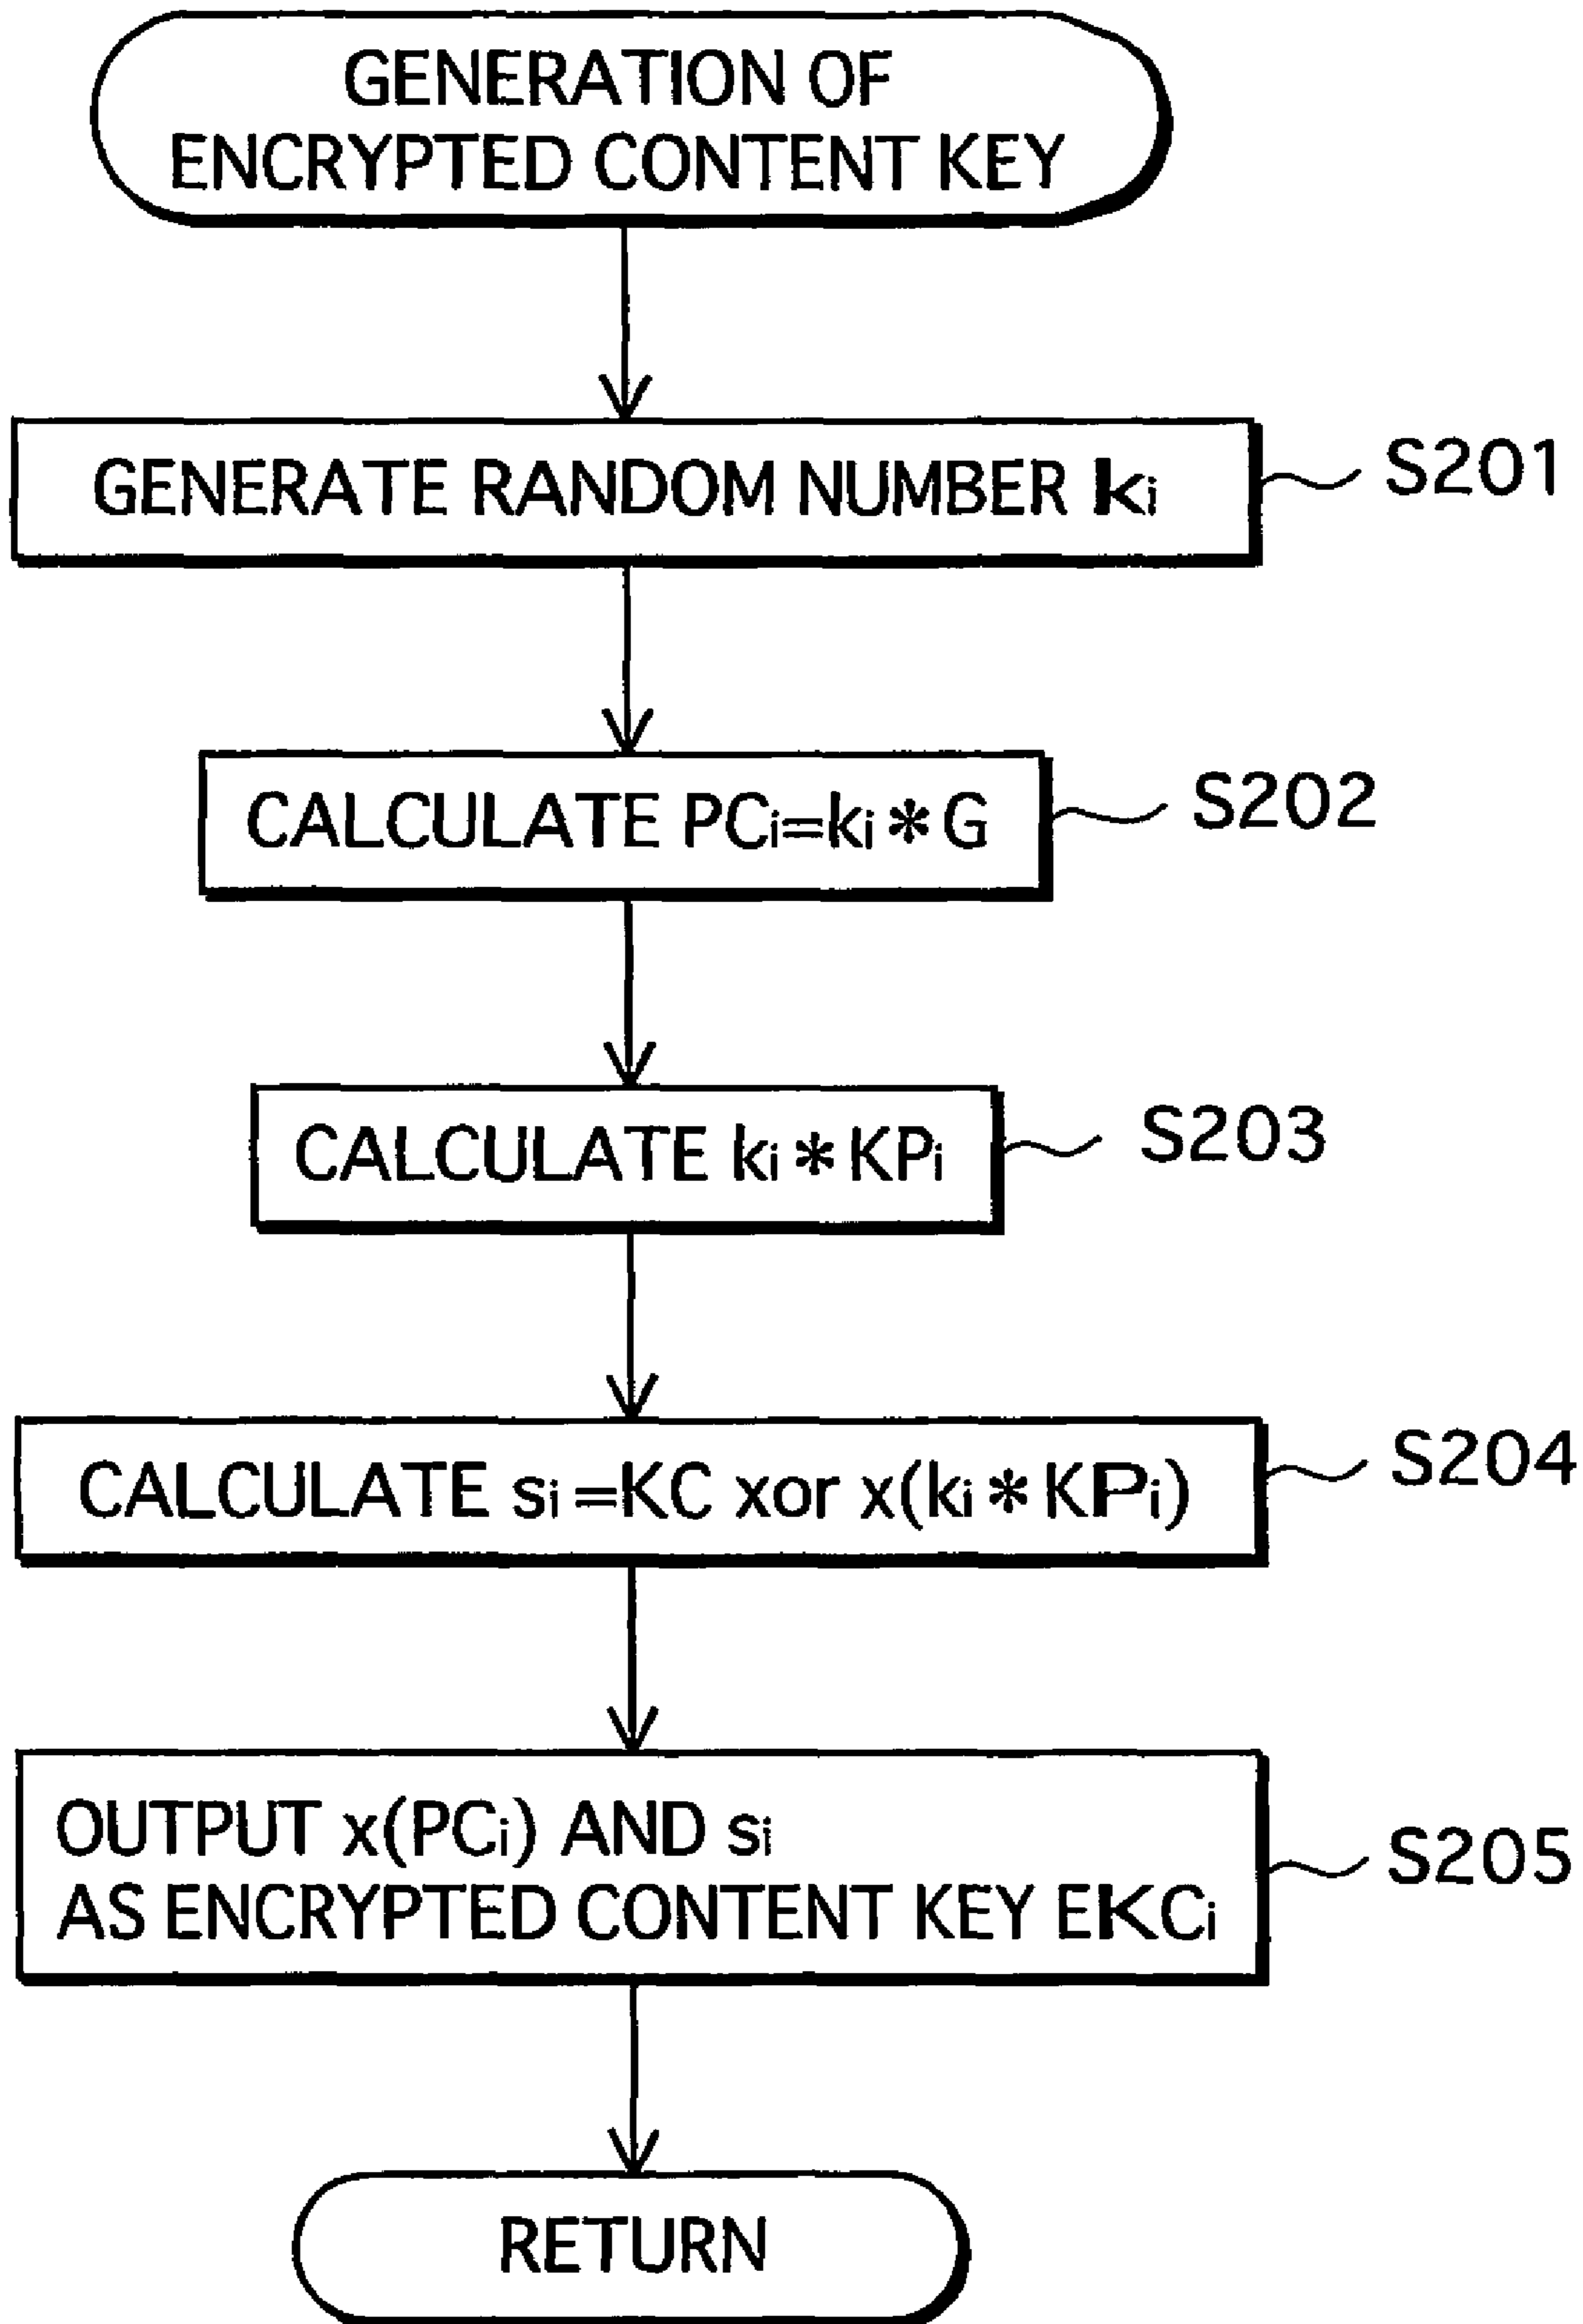 GENERATION OF
ENCRYPTED CONTENT KEY
GENERATE RANDOM NUMBER ki
S201
CALCULATE PCi=ki*G
S202
CALCULATE ki*KPi
S203
CALCULATE si=KC xor x(ki*KPi)
S204
OUTPUT x(PCi) AND si
AS ENCRYPTED CONTENT KEY EKCi
S205
RETURN